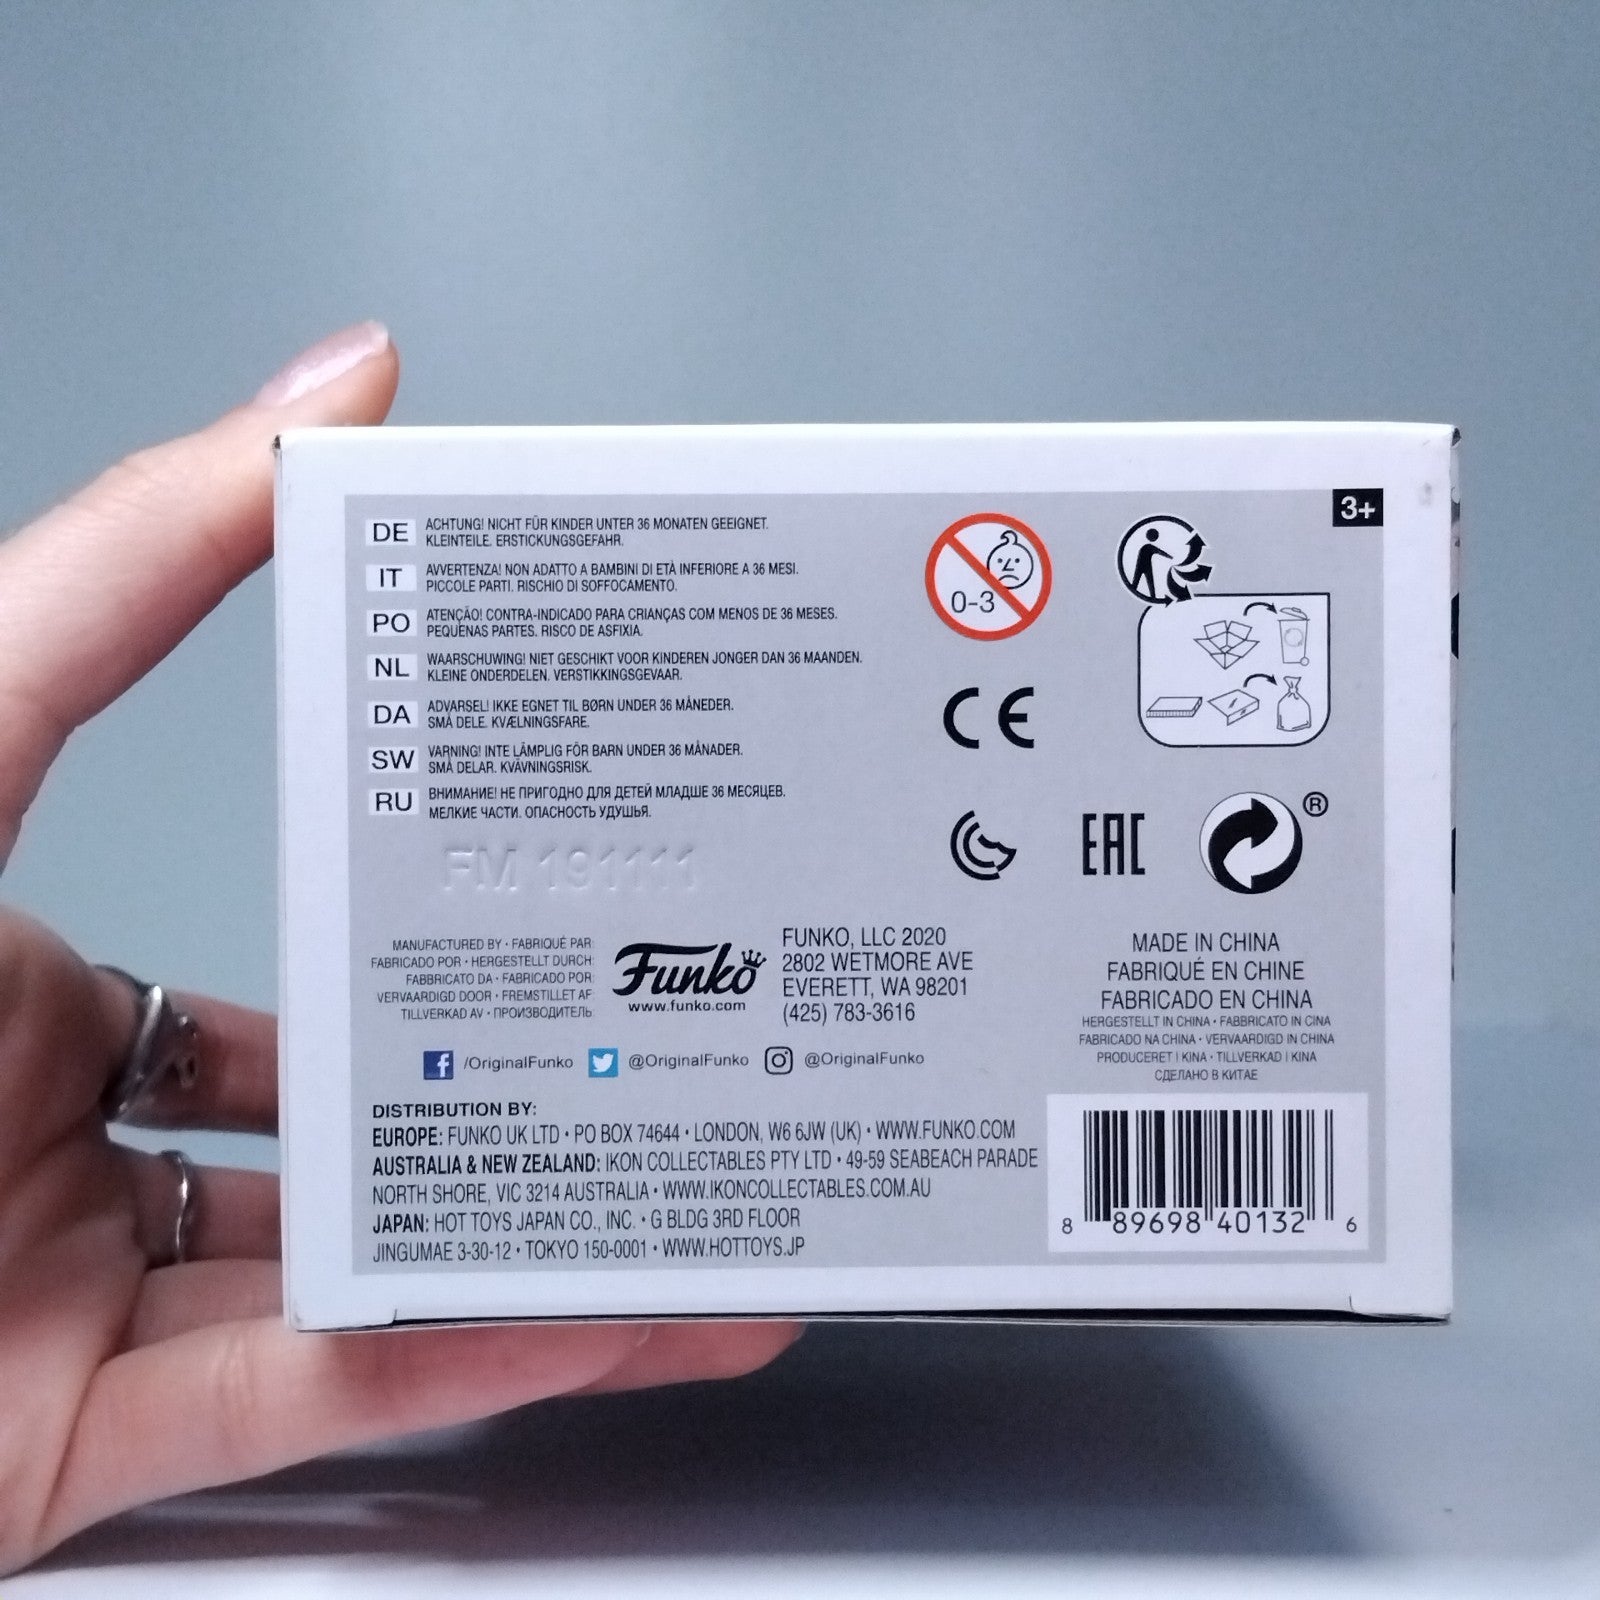 3+
DE ACHTUNG! NICHT FÜR KINDER UNTER 36 MONATEN GEEIGNET.
KLEINTEILE. ERSTICKUNGSGEFAHR.
IT AVVERTENZA! NON ADATTO A BAMBINI DI ETÀ INFERIORE A 36 MESI.
PICCOLE PARTI. RISCHIO DI SOFFOCAMENTO.
PO ATENÇÃO! CONTRA-INDICADO PARA CRIANÇAS COM MENOS DE 36 MESES.
PEQUENAS PARTES. RISCO DE ASFIXIA.
NL WAARSCHUWING! NIET GESCHIKT VOOR KINDEREN JONGER DAN 36 MAANDEN.
KLEINE ONDERDELEN. VERSTIKKINGSGEVAAR.
DA ADVARSEL! IKKE EGNET TIL BØRN UNDER 36 MÅNEDER.
SMÅ DELE. KVÆLNINGSFARE.
SW VARNING! INTE LÄMPLIG FÖR BARN UNDER 36 MÅNADER.
SMÅ DELAR. KVÄVNINGSRISK.
RU ВНИМАНИЕ! НЕ ПРИГОДНО ДЛЯ ДЕТЕЙ МЛАДШЕ 36 МЕСЯЦЕВ.
МЕЛКИЕ ЧАСТИ. ОПАСНОСТЬ УДУШЬЯ.
FM 191111
0-3
CE
EAC
®
MANUFACTURED BY • FABRIQUÉ PAR:
FABRICADO POR • HERGESTELLT DURCH:
FABBRICATO DA • FABRICADO POR:
VERVAARDIGD DOOR • FREMSTILLET AF:
TILLVERKAD AV • ПРОИЗВОДИТЕЛЬ:
Funko
www.funko.com
FUNKO, LLC 2020
2802 WETMORE AVE
EVERETT, WA 98201
(425) 783-3616
MADE IN CHINA
FABRIQUÉ EN CHINE
FABRICADO EN CHINA
HERGESTELLT IN CHINA • FABBRICATO IN CINA
FABRICADO NA CHINA • VERVAARDIGD IN CHINA
PRODUCERET I KINA • TILLVERKAD I KINA
СДЕЛАНО В КИТАЕ
/OriginalFunko @OriginalFunko @OriginalFunko
DISTRIBUTION BY:
EUROPE: FUNKO UK LTD • PO BOX 74644 • LONDON, W6 6JW (UK) • WWW.FUNKO.COM
AUSTRALIA & NEW ZEALAND: IKON COLLECTABLES PTY LTD • 49-59 SEABEACH PARADE
NORTH SHORE, VIC 3214 AUSTRALIA • WWW.IKONCOLLECTABLES.COM.AU
JAPAN: HOT TOYS JAPAN CO., INC. • G BLDG 3RD FLOOR
JINGUMAE 3-30-12 • TOKYO 150-0001 • WWW.HOTTOYS.JP
8 89698 40132 6